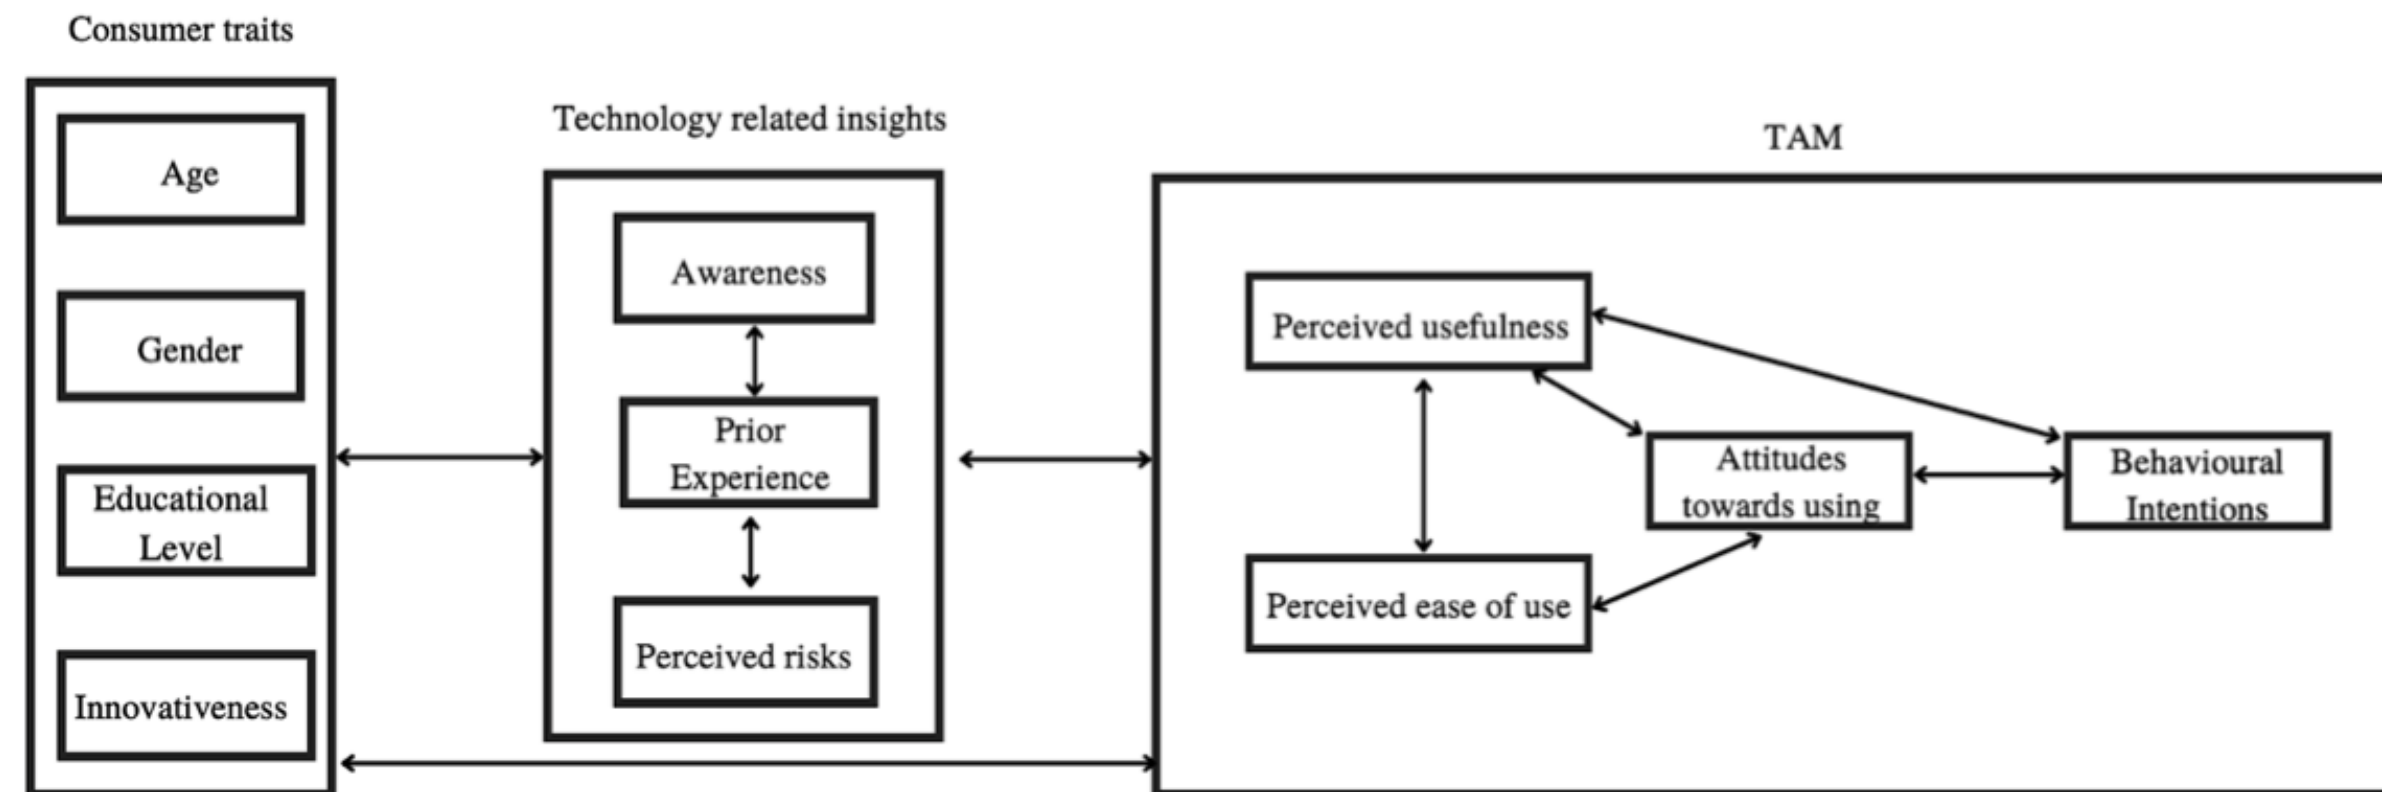 Consumer traits
Age
Gender
Educational
Level
Innovativeness
Technology related insights
Awareness
Prior
Experience
Perceived risks
TAM
Perceived usefulness
Perceived ease of use
Attitudes
towards using
Behavioural
Intentions